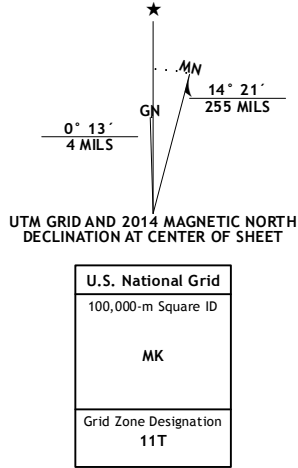 ★
MN
GN
14° 21´
255 MILS
0° 13´
4 MILS
UTM GRID AND 2014 MAGNETIC NORTH
DECLINATION AT CENTER OF SHEET
U.S. National Grid
100,000-m Square ID
MK
Grid Zone Designation
11T